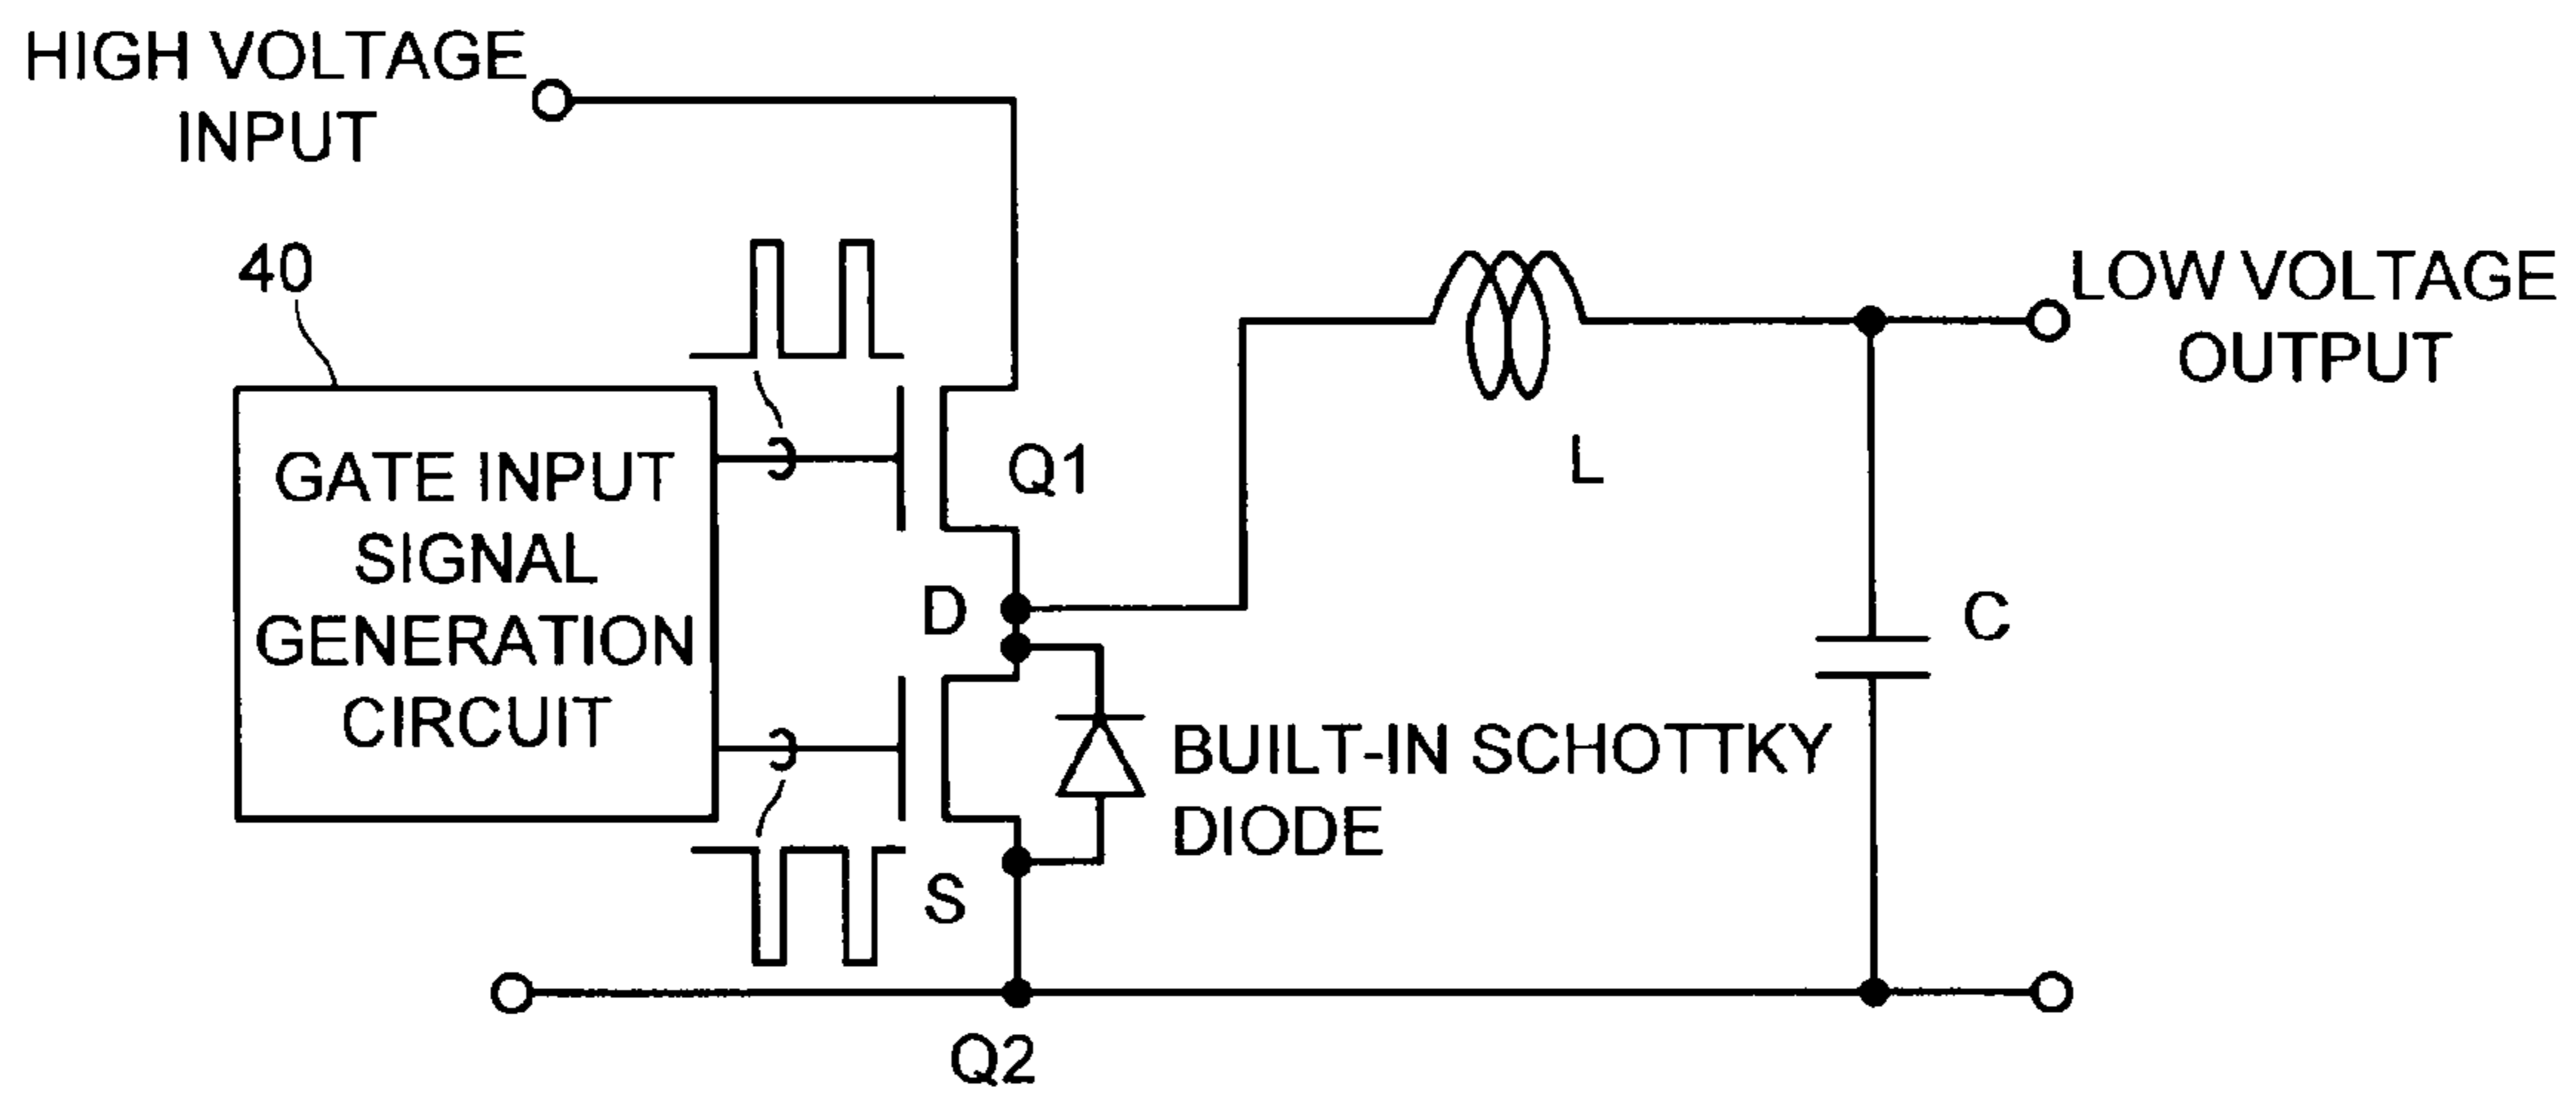 HIGH VOLTAGE
INPUT
40
GATE INPUT
SIGNAL
GENERATION
CIRCUIT
Q1
D
S
Q2
BUILT-IN SCHOTTKY
DIODE
L
C
LOW VOLTAGE
OUTPUT